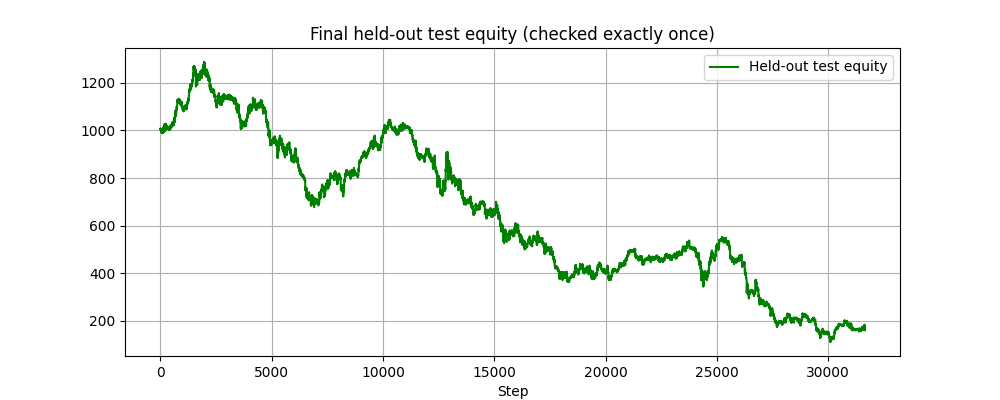 Final held-out test equity (checked exactly once)
Held-out test equity
1200
1000
800
600
400
200
0 5000 10000 15000 20000 25000 30000
Step